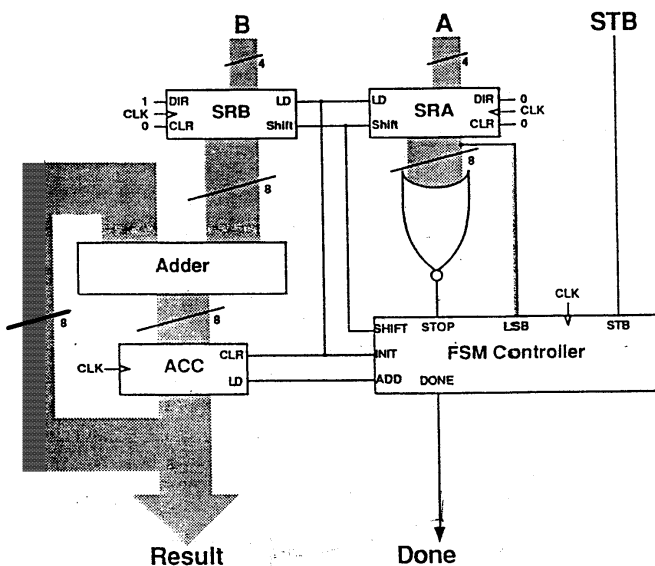 B A STB
4 4
1 DIR LD LD DIR 0
CLK SRB SRA CLK
0 CLR Shift Shift CLR 0
8 8
Adder
8 8
CLK
SHIFT STOP LSB STB
CLK ACC CLR INIT FSM Controller
LD ADD DONE
Result Done